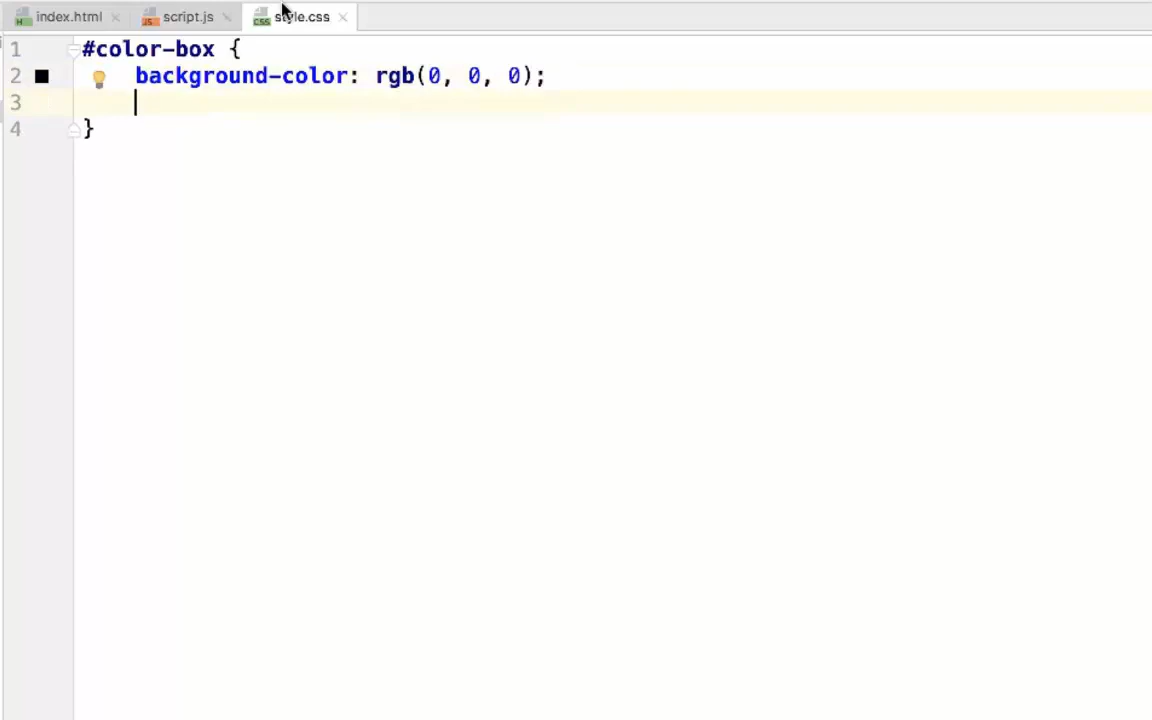 index.html script.js style.css
1 #color-box {
2 background-color: rgb(0, 0, 0);
3
4 }